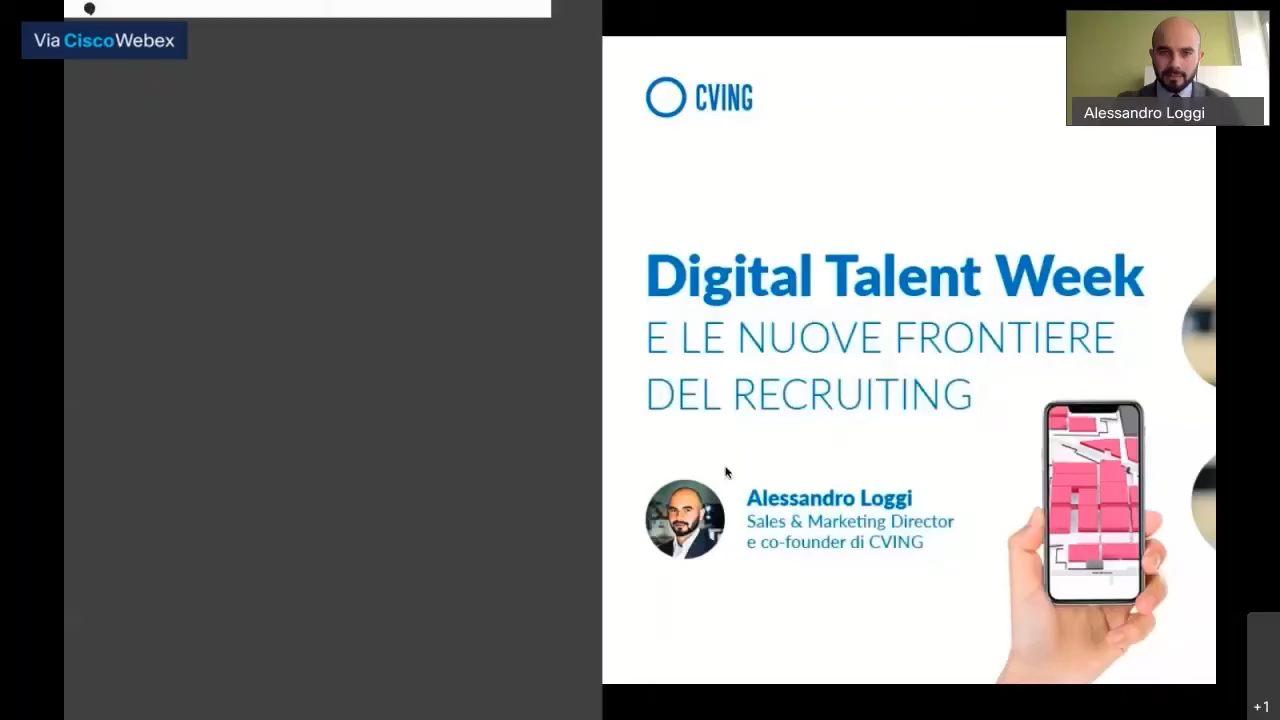 Via CiscoWebex
CVING
Alessandro Loggi
Digital Talent Week
E LE NUOVE FRONTIERE
DEL RECRUITING
Alessandro Loggi
Sales & Marketing Director
e co-founder di CVING
+1